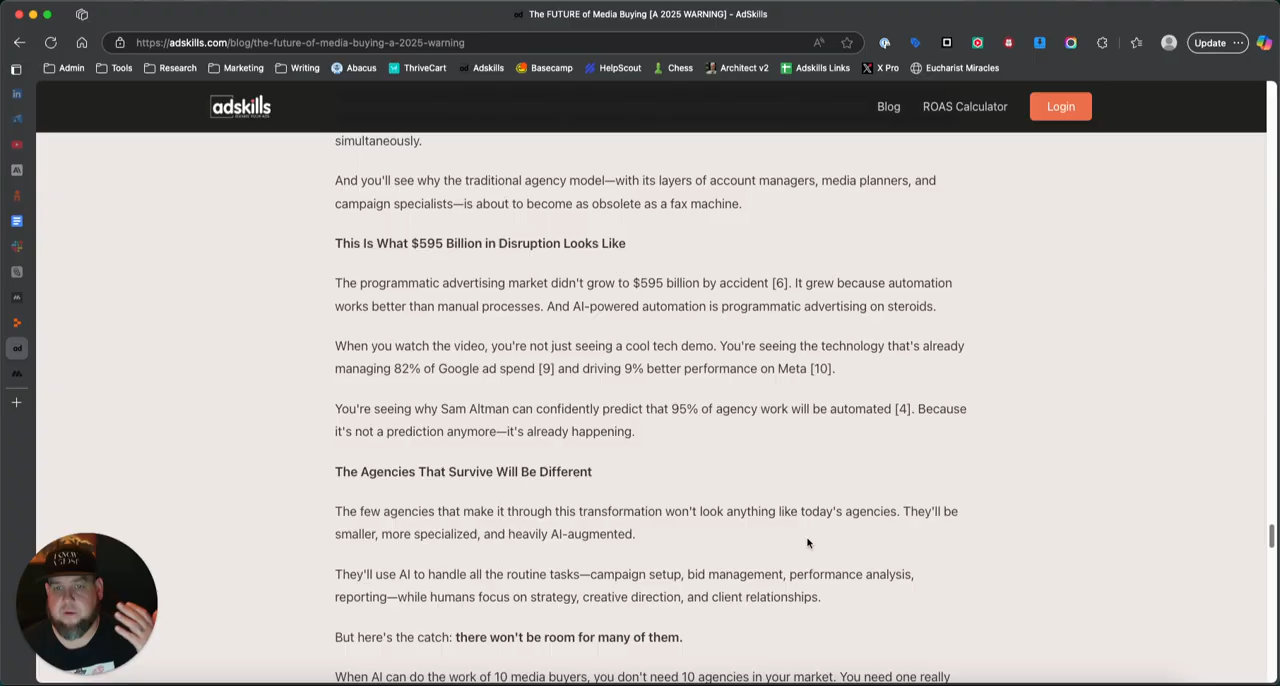 The FUTURE of Media Buying [A 2025 WARNING] - AdSkills
https://adskills.com/blog/the-future-of-media-buying-a-2025-warning
Update
Admin Tools Research Marketing Writing Abacus ThriveCart Adskills Basecamp HelpScout Chess Architect v2 Adskills Links X Pro Eucharist Miracles
adskills
Blog ROAS Calculator Login
simultaneously.
And you'll see why the traditional agency model—with its layers of account managers, media planners, and
campaign specialists—is about to become as obsolete as a fax machine.
This Is What $595 Billion in Disruption Looks Like
The programmatic advertising market didn't grow to $595 billion by accident [6]. It grew because automation
works better than manual processes. And AI-powered automation is programmatic advertising on steroids.
When you watch the video, you're not just seeing a cool tech demo. You're seeing the technology that's already
managing 82% of Google ad spend [9] and driving 9% better performance on Meta [10].
You're seeing why Sam Altman can confidently predict that 95% of agency work will be automated [4]. Because
it's not a prediction anymore—it's already happening.
The Agencies That Survive Will Be Different
The few agencies that make it through this transformation won't look anything like today's agencies. They'll be
smaller, more specialized, and heavily AI-augmented.
They'll use AI to handle all the routine tasks—campaign setup, bid management, performance analysis,
reporting—while humans focus on strategy, creative direction, and client relationships.
But here's the catch: there won't be room for many of them.
When AI can do the work of 10 media buyers, you don't need 10 agencies in your market. You need one really